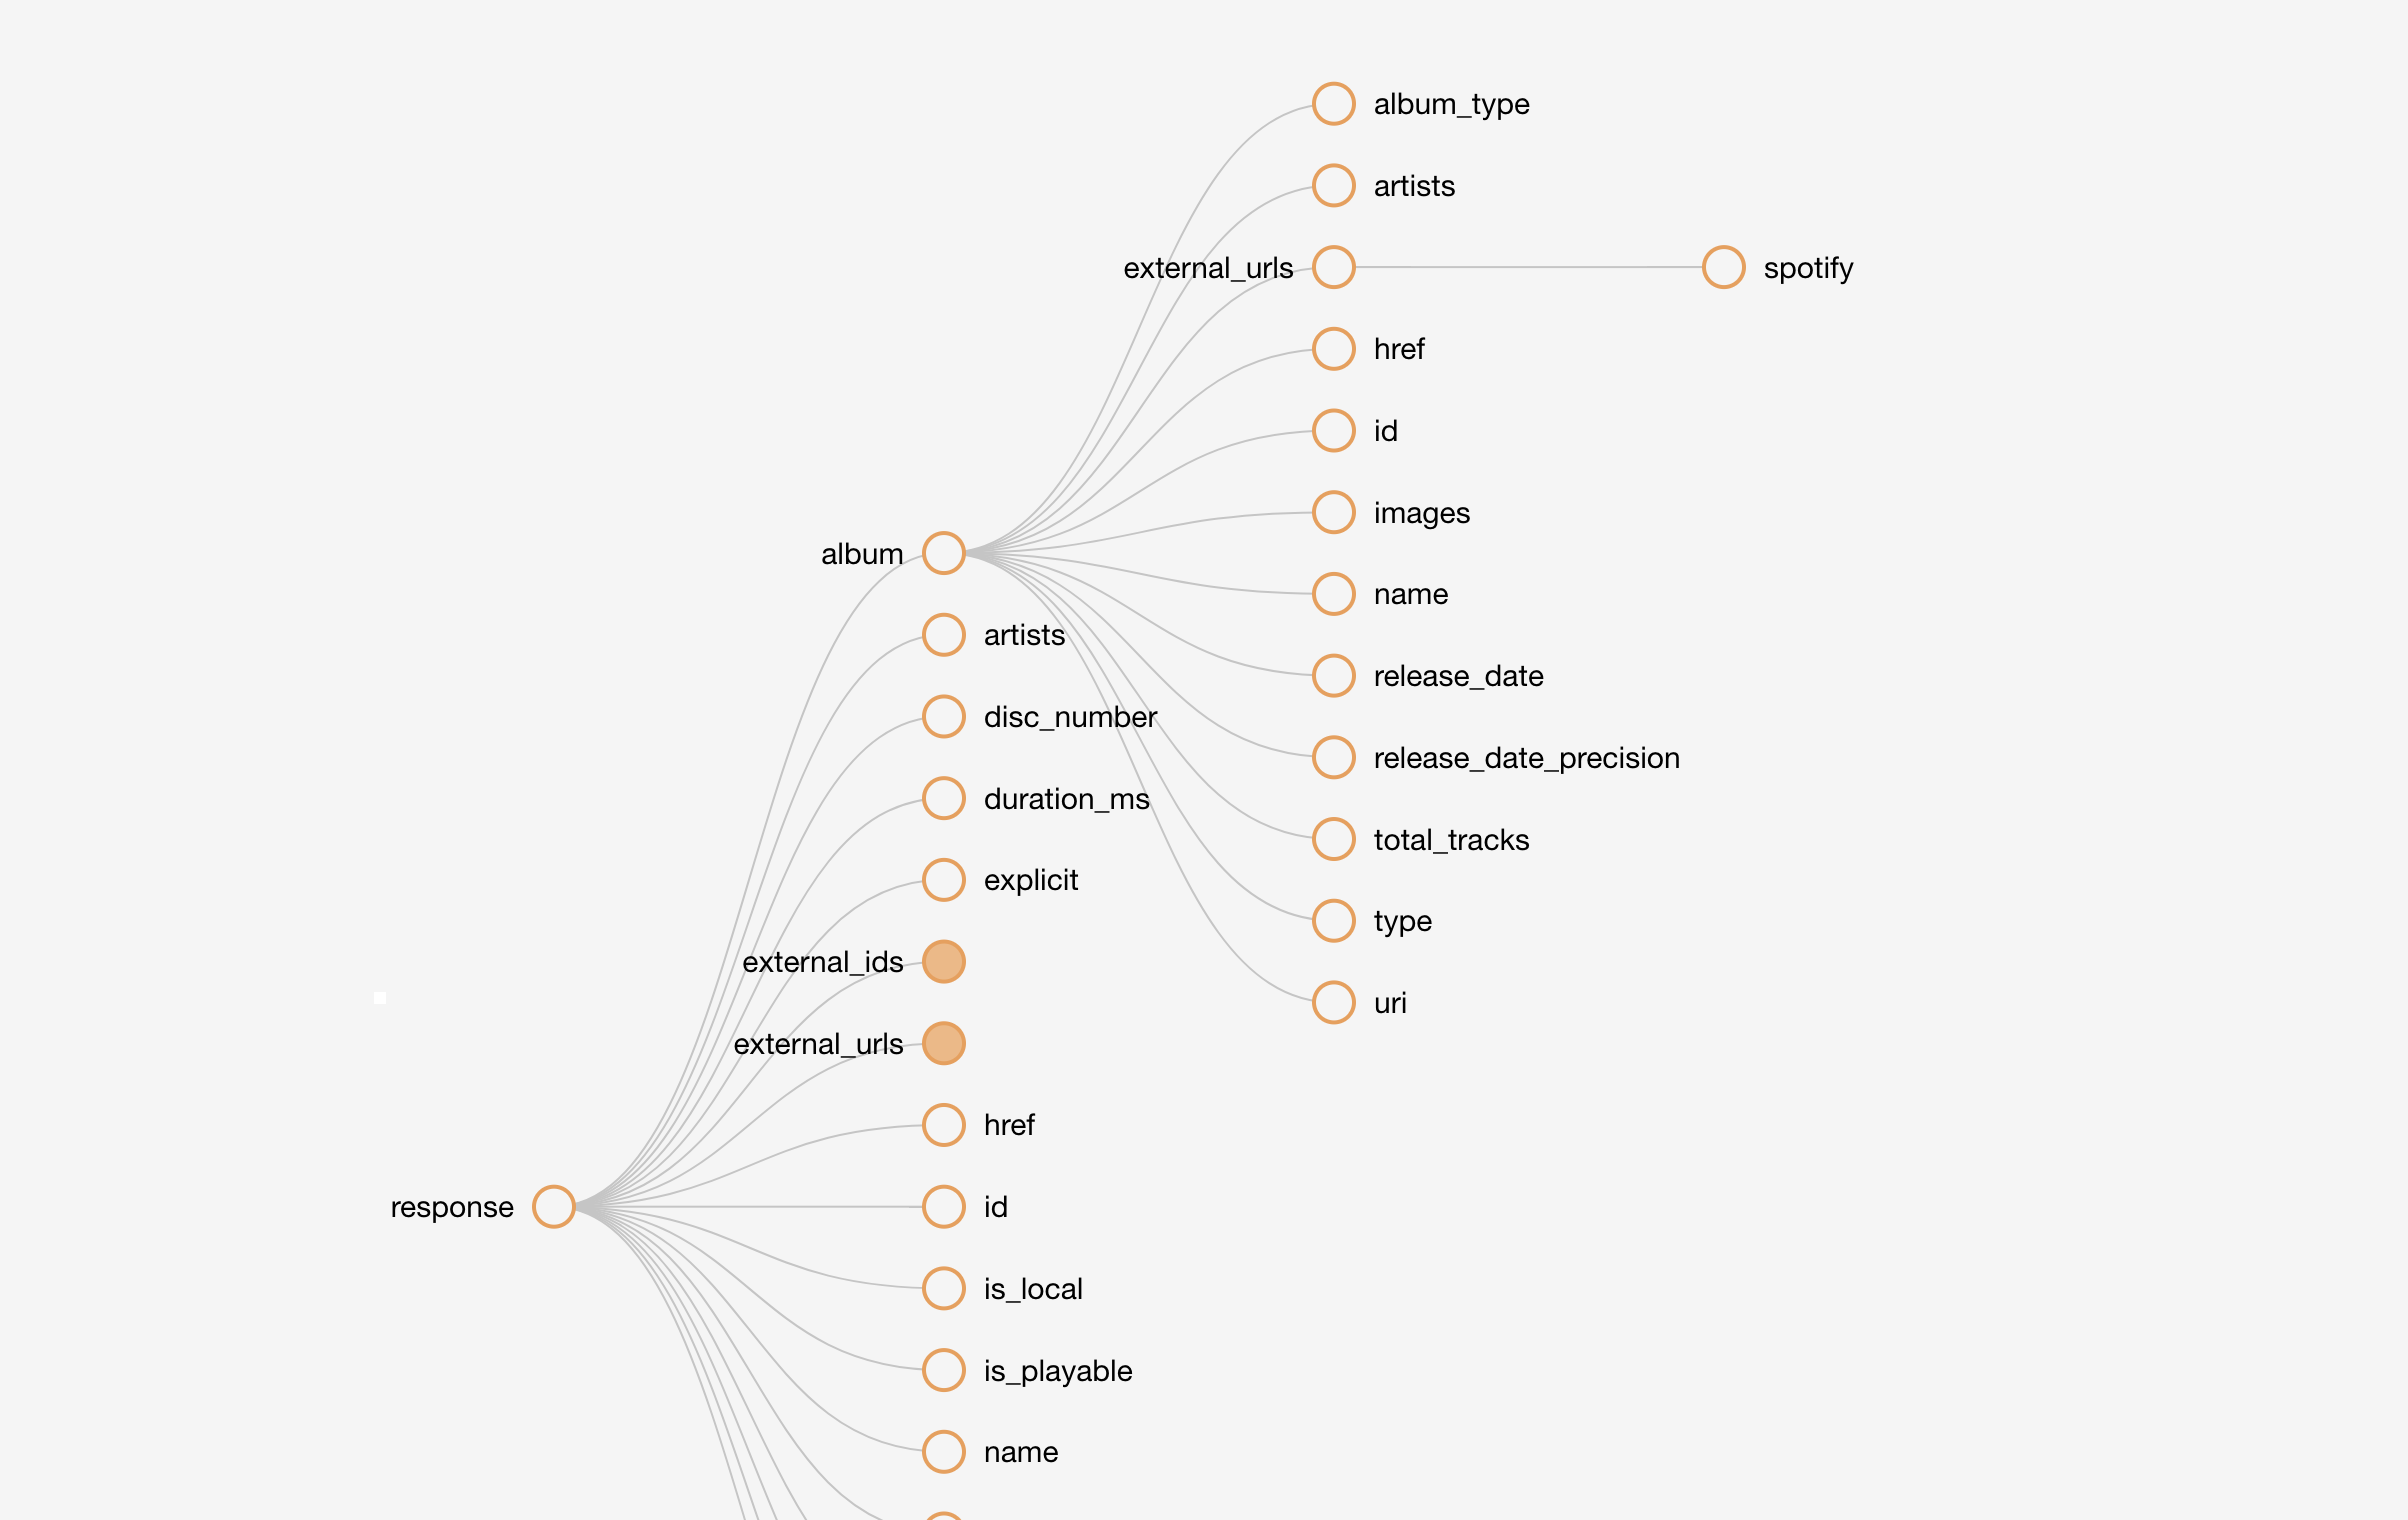 album_type
artists
external_urls
spotify
href
id
images
name
release_date
release_date_precision
total_tracks
type
uri
album
artists
disc_number
duration_ms
explicit
external_ids
external_urls
href
id
is_local
is_playable
name
response